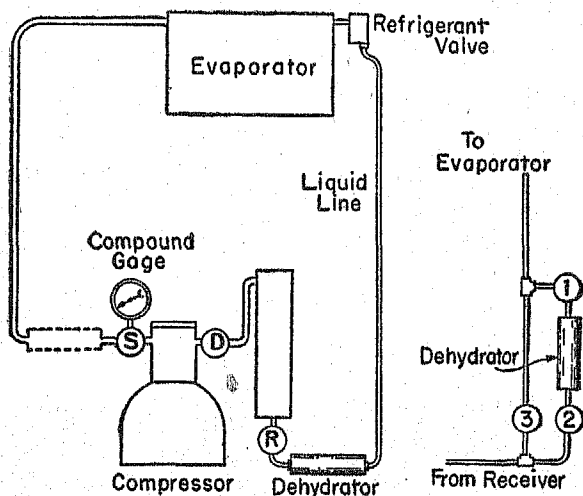 Evaporator
Refrigerant
Valve
To
Evaporator
Liquid
Line
Compound
Gage
S
D
1
Dehydrator
3
2
R
Compressor
Dehydrator
From Receiver